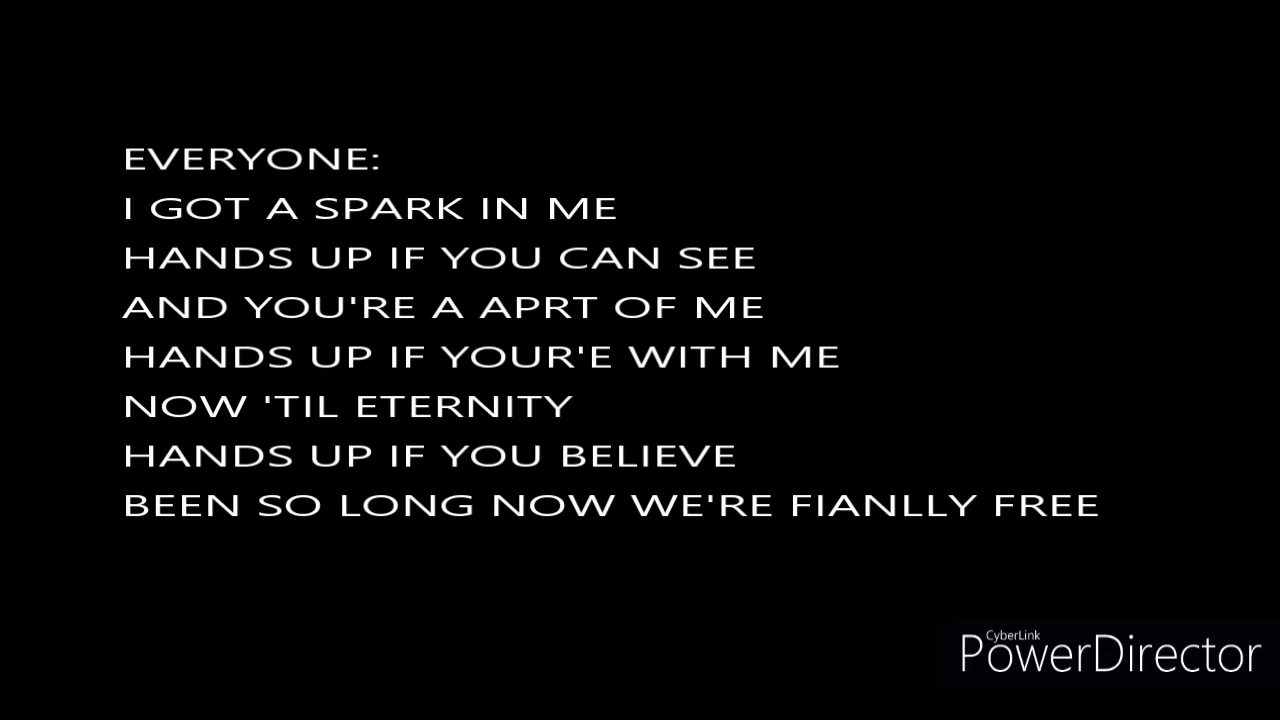 EVERYONE:
I GOT A SPARK IN ME
HANDS UP IF YOU CAN SEE
AND YOU'RE A APRT OF ME
HANDS UP IF YOUR'E WITH ME
NOW 'TIL ETERNITY
HANDS UP IF YOU BELIEVE
BEEN SO LONG NOW WE'RE FIANLLY FREE
CyberLink
PowerDirector